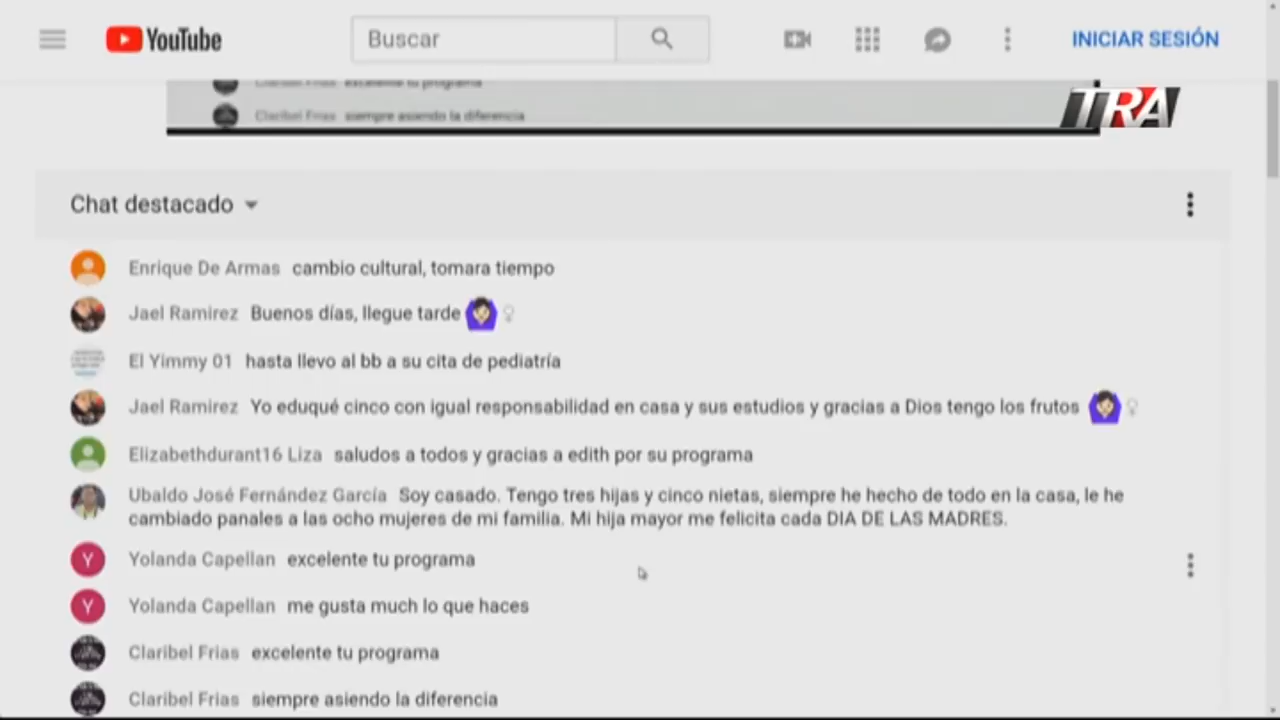 YouTube
Buscar
INICIAR SESIÓN
Claribel Frias excelente tu programa
Claribel Frias siempre asiendo la diferencia
TRA
Chat destacado
Enrique De Armas cambio cultural, tomara tiempo
Jael Ramirez Buenos días, llegue tarde
El Yimmy 01 hasta llevo al bb a su cita de pediatría
Jael Ramirez Yo eduqué cinco con igual responsabilidad en casa y sus estudios y gracias a Dios tengo los frutos
Elizabethdurant16 Liza saludos a todos y gracias a edith por su programa
Ubaldo José Fernández García Soy casado. Tengo tres hijas y cinco nietas, siempre he hecho de todo en la casa, le he
cambiado panales a las ocho mujeres de mi familia. Mi hija mayor me felicita cada DIA DE LAS MADRES.
Y Yolanda Capellan excelente tu programa
Y Yolanda Capellan me gusta much lo que haces
Claribel Frias excelente tu programa
Claribel Frias siempre asiendo la diferencia